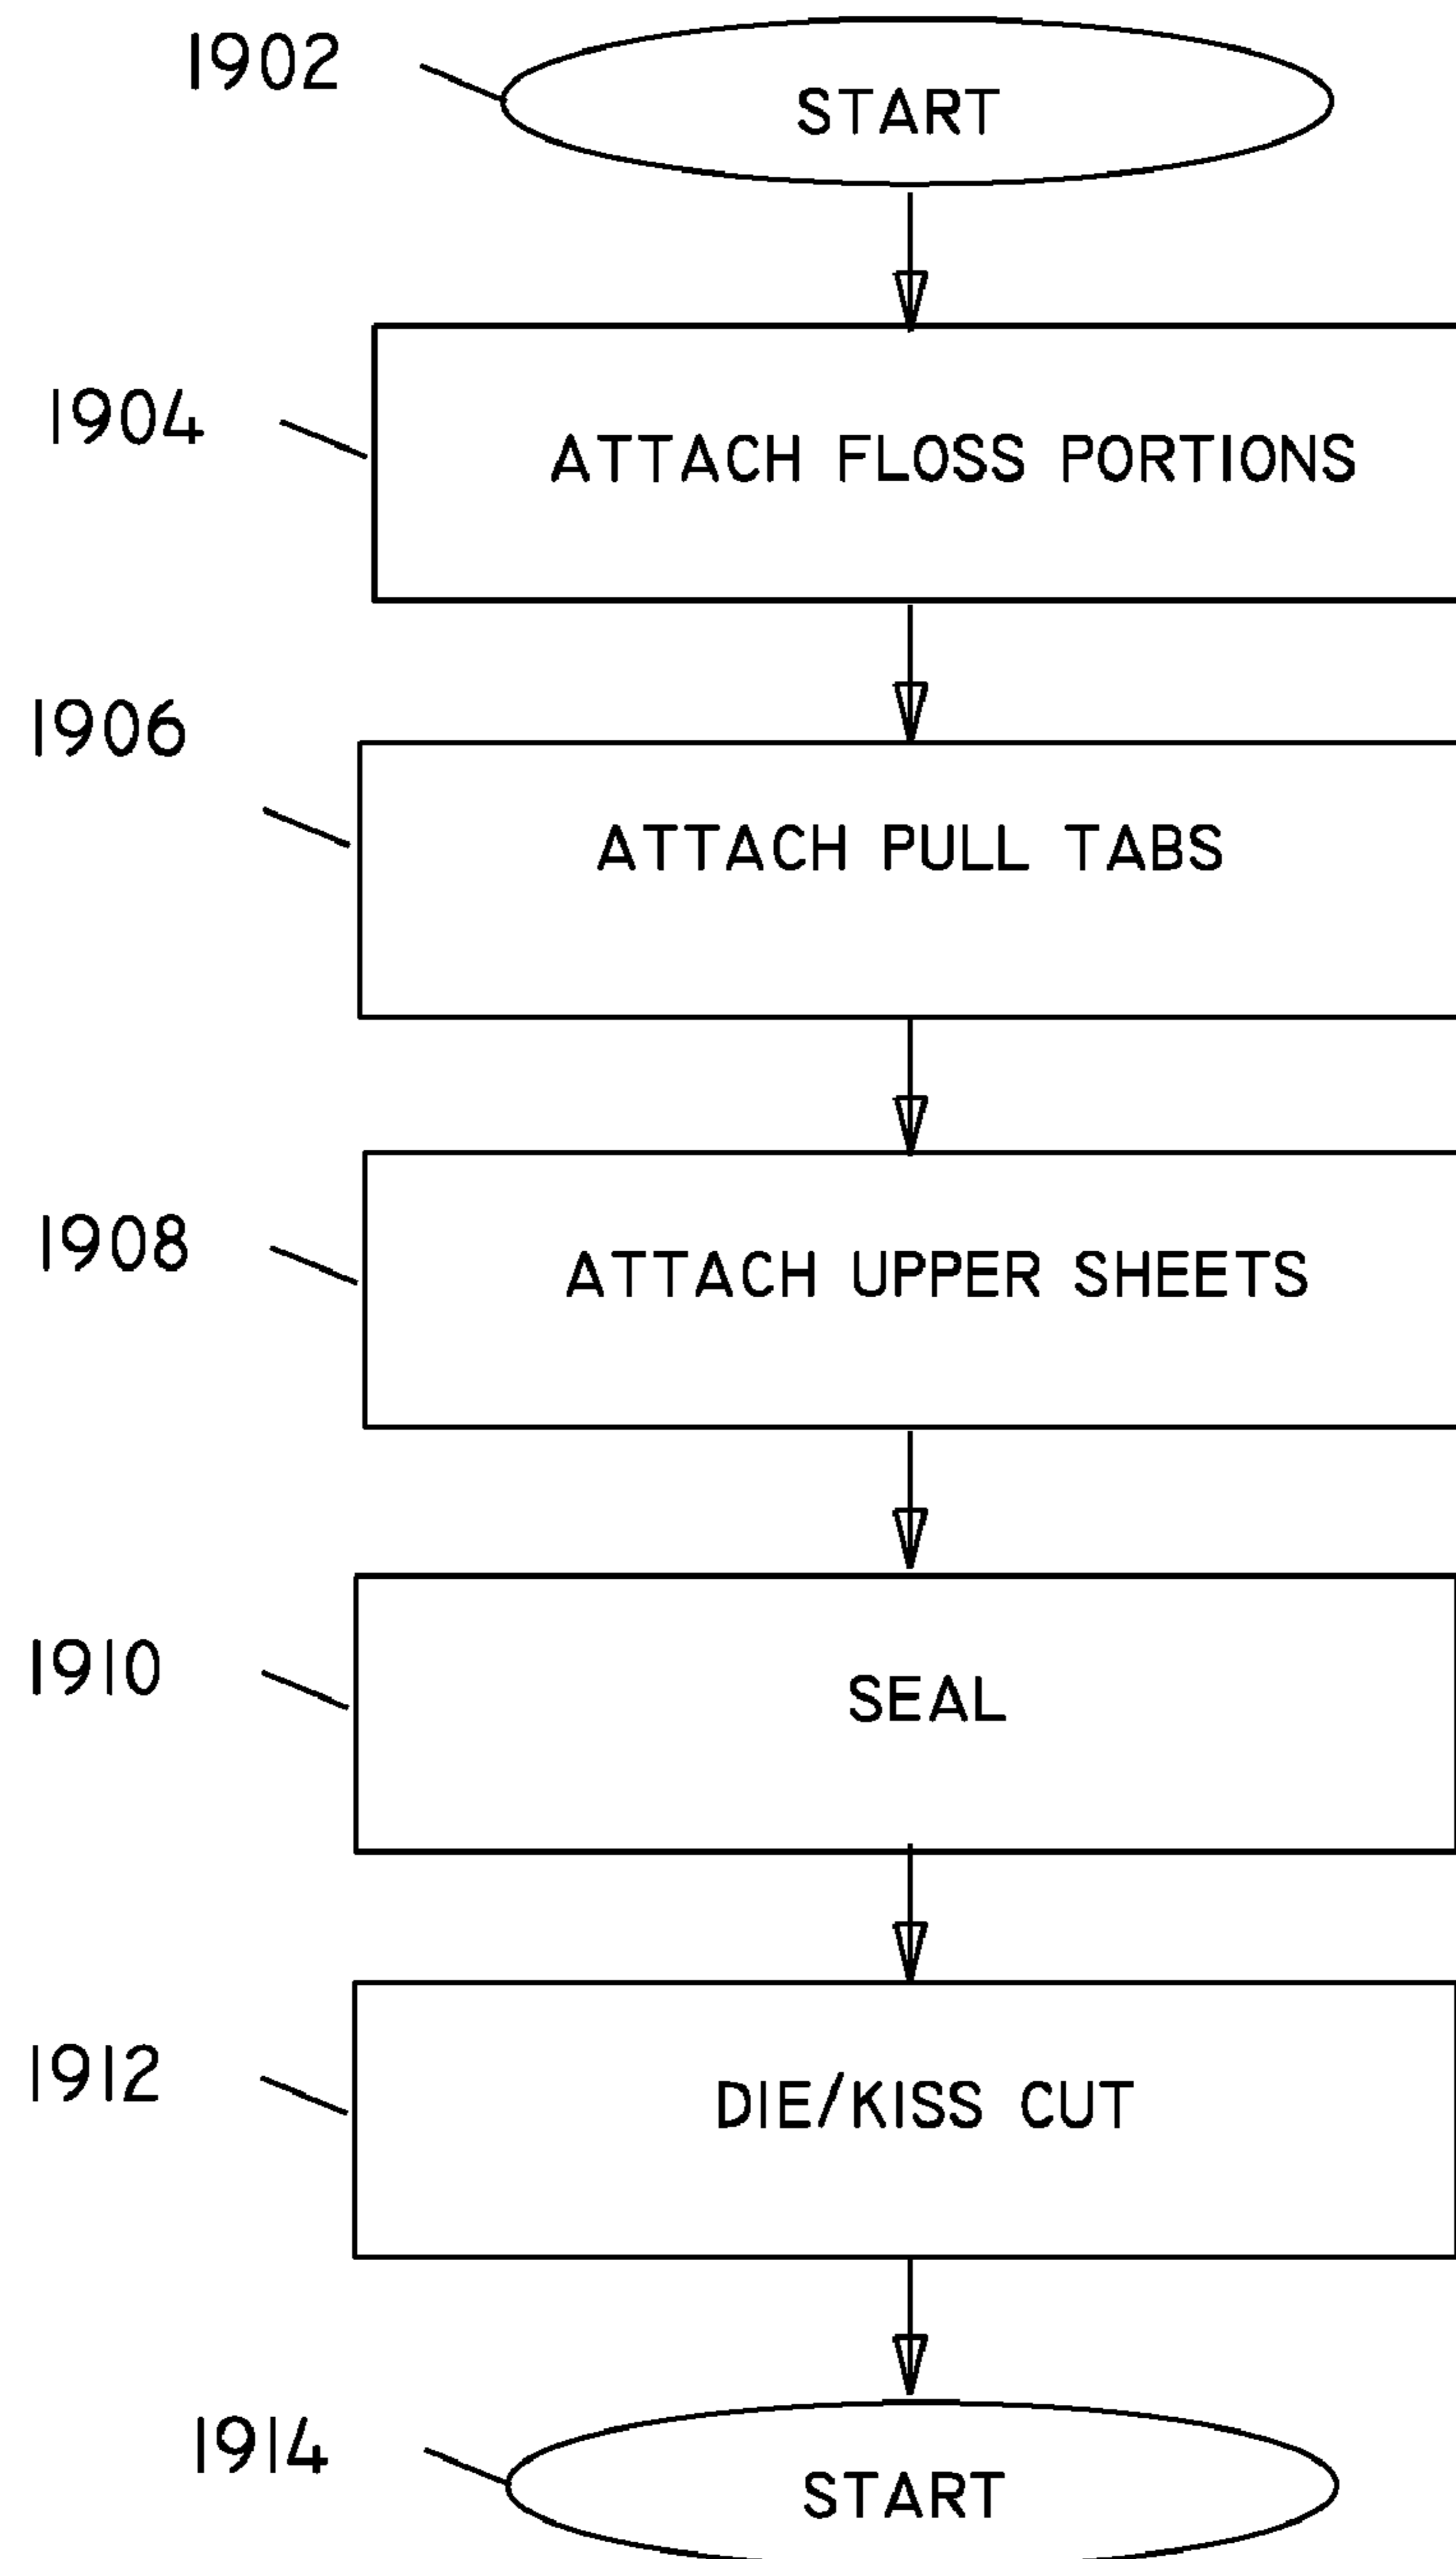 1902
START
1904
ATTACH FLOSS PORTIONS
1906
ATTACH PULL TABS
1908
ATTACH UPPER SHEETS
1910
SEAL
1912
DIE/KISS CUT
1914
START